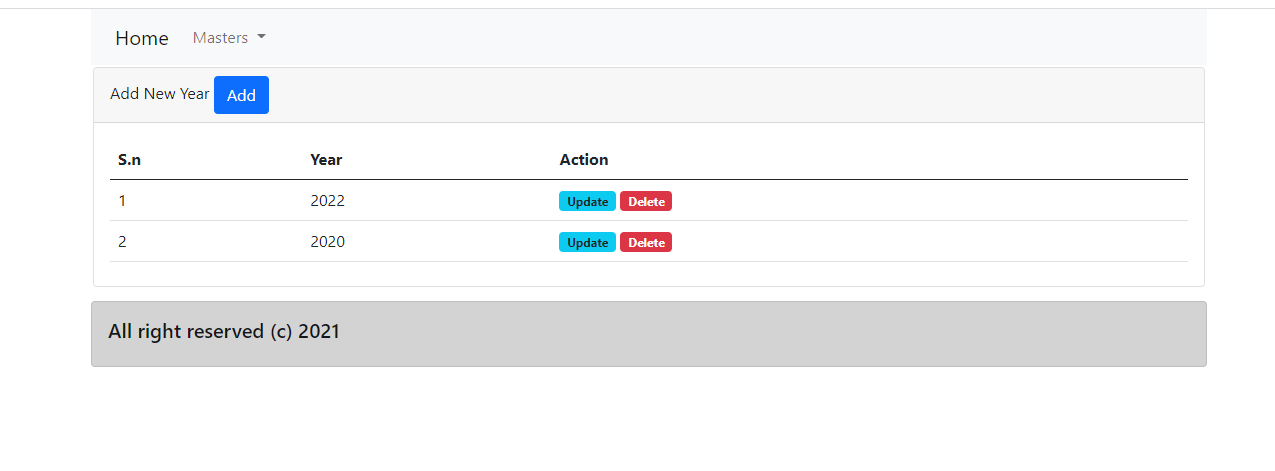 Home Masters
Add New Year Add
S.n Year Action
1 2022 Update Delete
2 2020 Update Delete
All right reserved (c) 2021